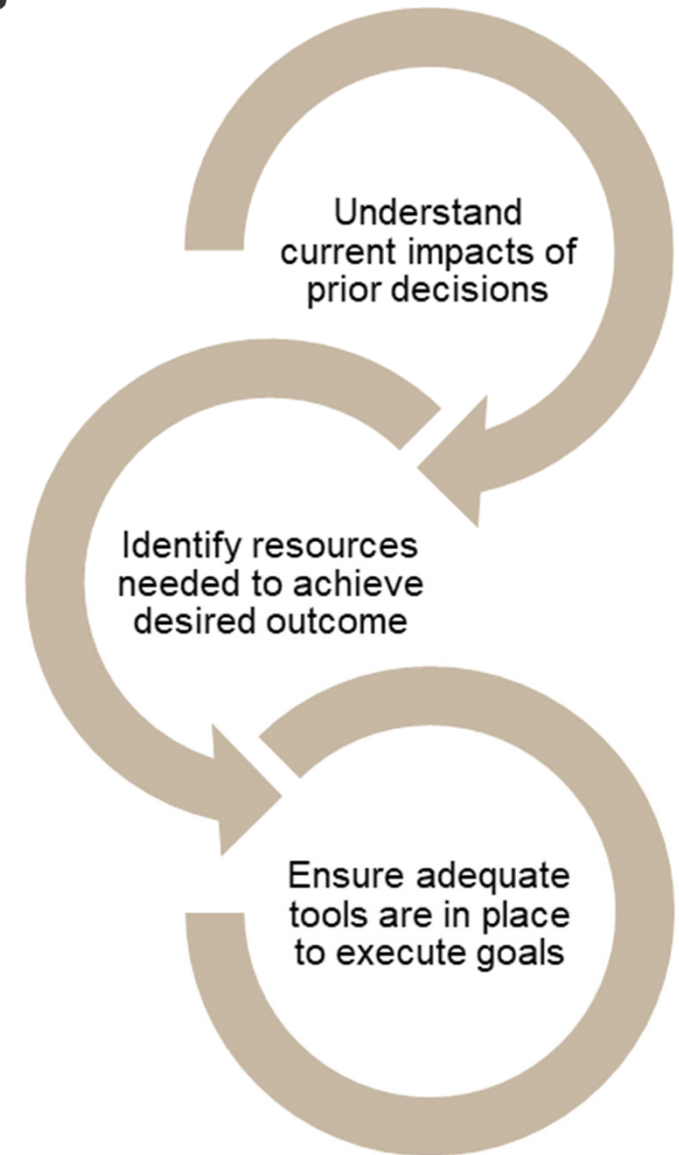 Understand
current impacts of
prior decisions
Identify resources
needed to achieve
desired outcome
Ensure adequate
tools are in place
to execute goals